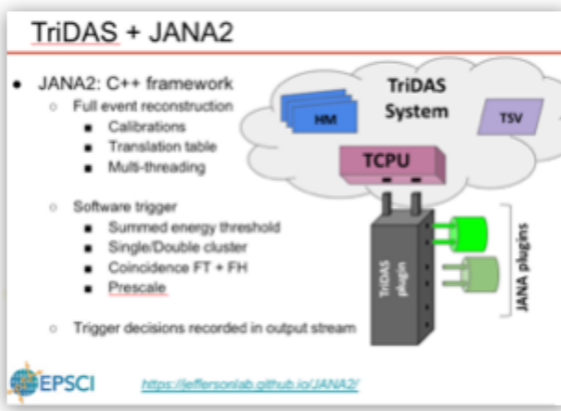 TriDAS + JANA2
● JANA2: C++ framework
○ Full event reconstruction
■ Calibrations
■ Translation table
■ Multi-threading
○ Software trigger
■ Summed energy threshold
■ Single/Double cluster
■ Coincidence FT + FH
■ Prescale
○ Trigger decisions recorded in output stream
TriDAS
System
HM
TSV
TCPU
TriDAS
plugin
JANA plugins
EPSCI
https://jeffersonlab.github.io/JANA2/